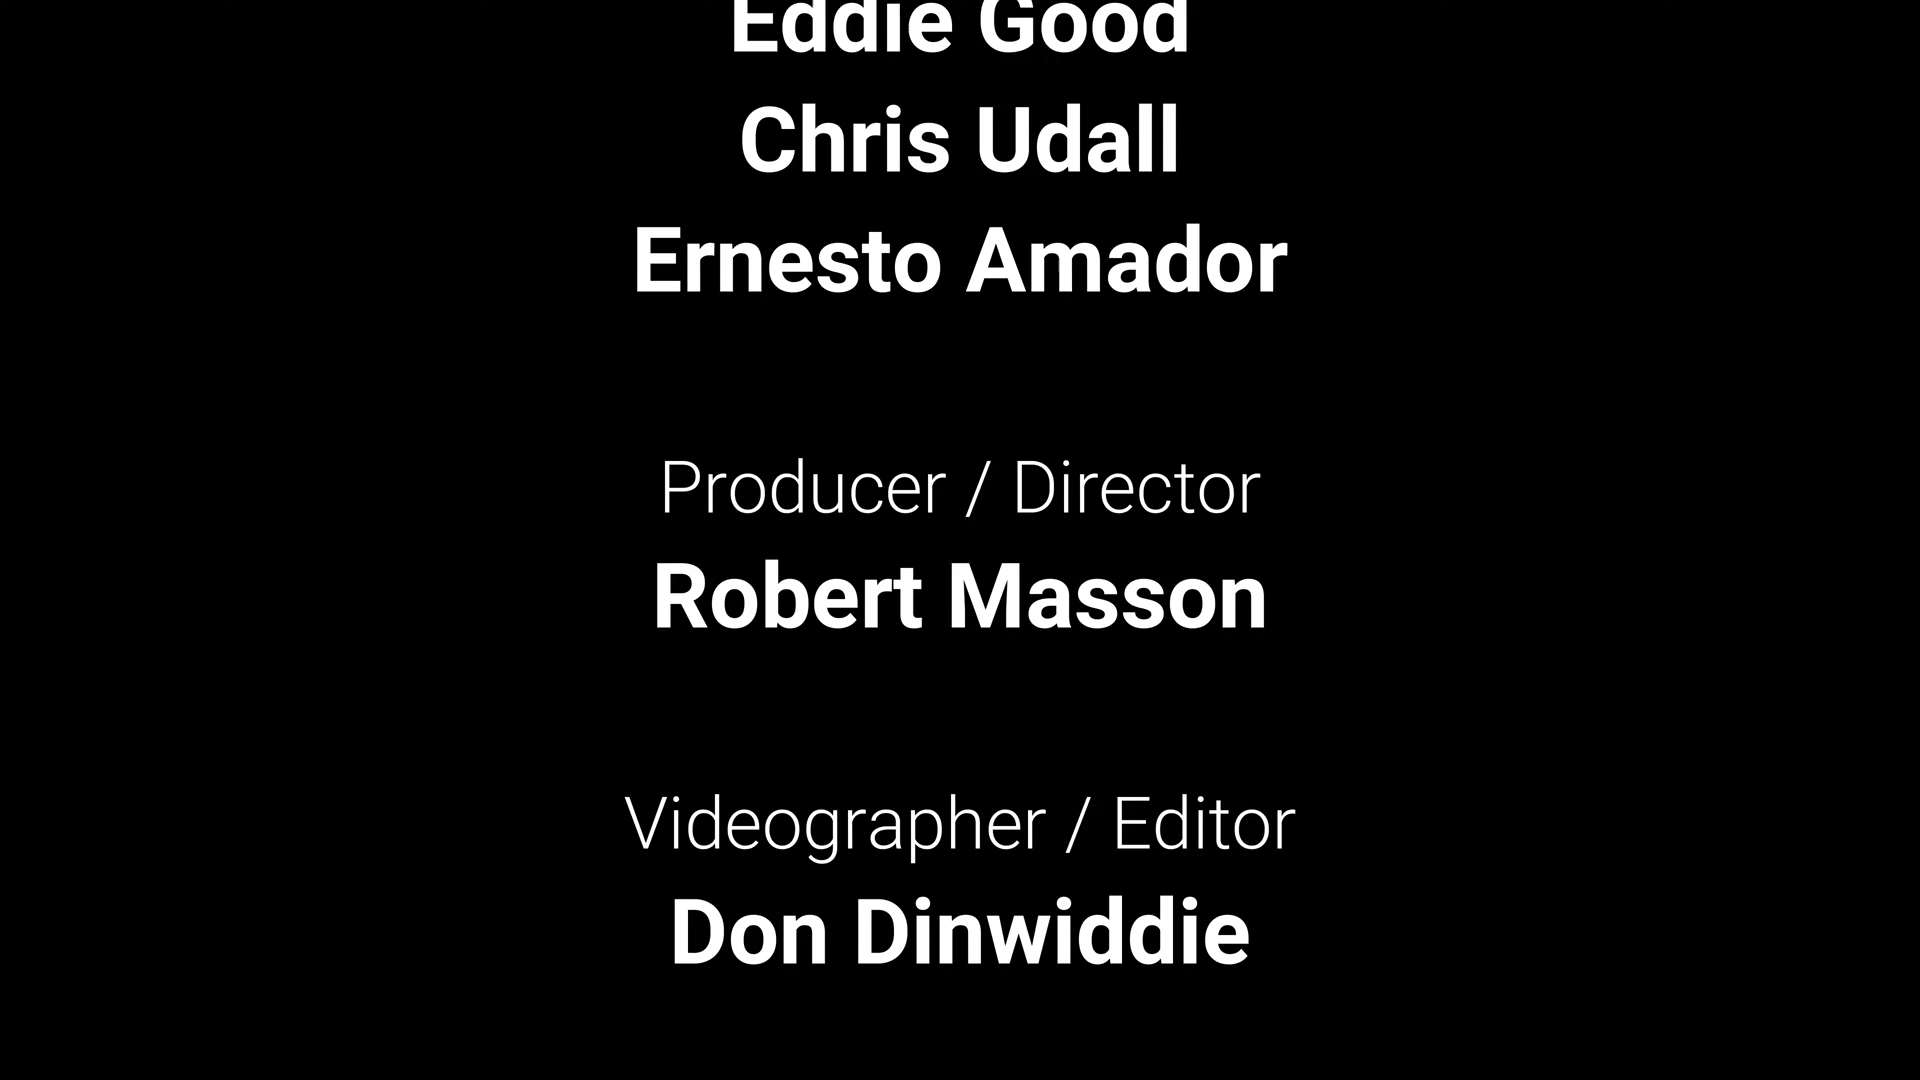 Eddie Good
Chris Udall
Ernesto Amador
Producer / Director
Robert Masson
Videographer / Editor
Don Dinwiddie